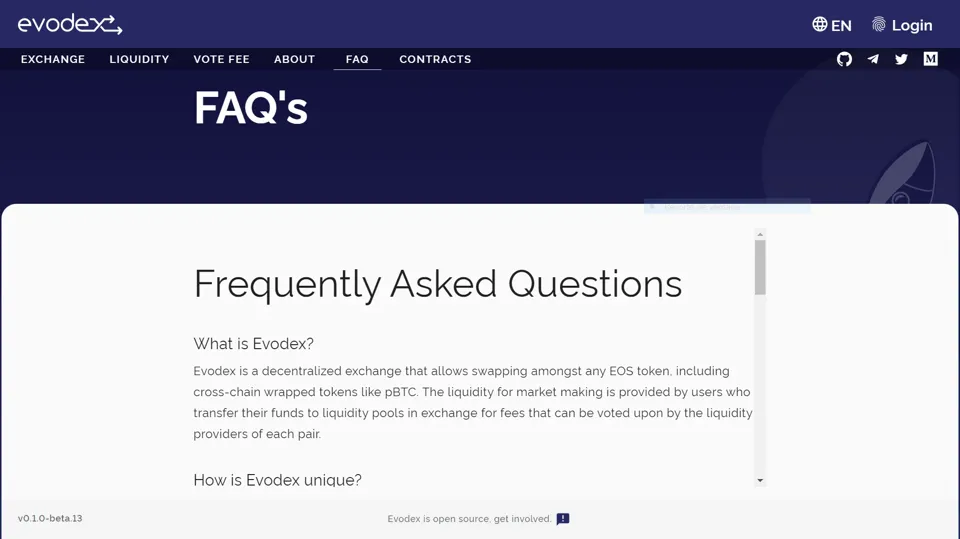 evodex
EN
Login
EXCHANGE
LIQUIDITY
VOTE FEE
ABOUT
FAQ
CONTRACTS
M
FAQ's
Frequently Asked Questions
What is Evodex?
Evodex is a decentralized exchange that allows swapping amongst any EOS token, including
cross-chain wrapped tokens like pBTC. The liquidity for market making is provided by users who
transfer their funds to liquidity pools in exchange for fees that can be voted upon by the liquidity
providers of each pair.
How is Evodex unique?
v0.1.0-beta.13
Evodex is open source, get involved.